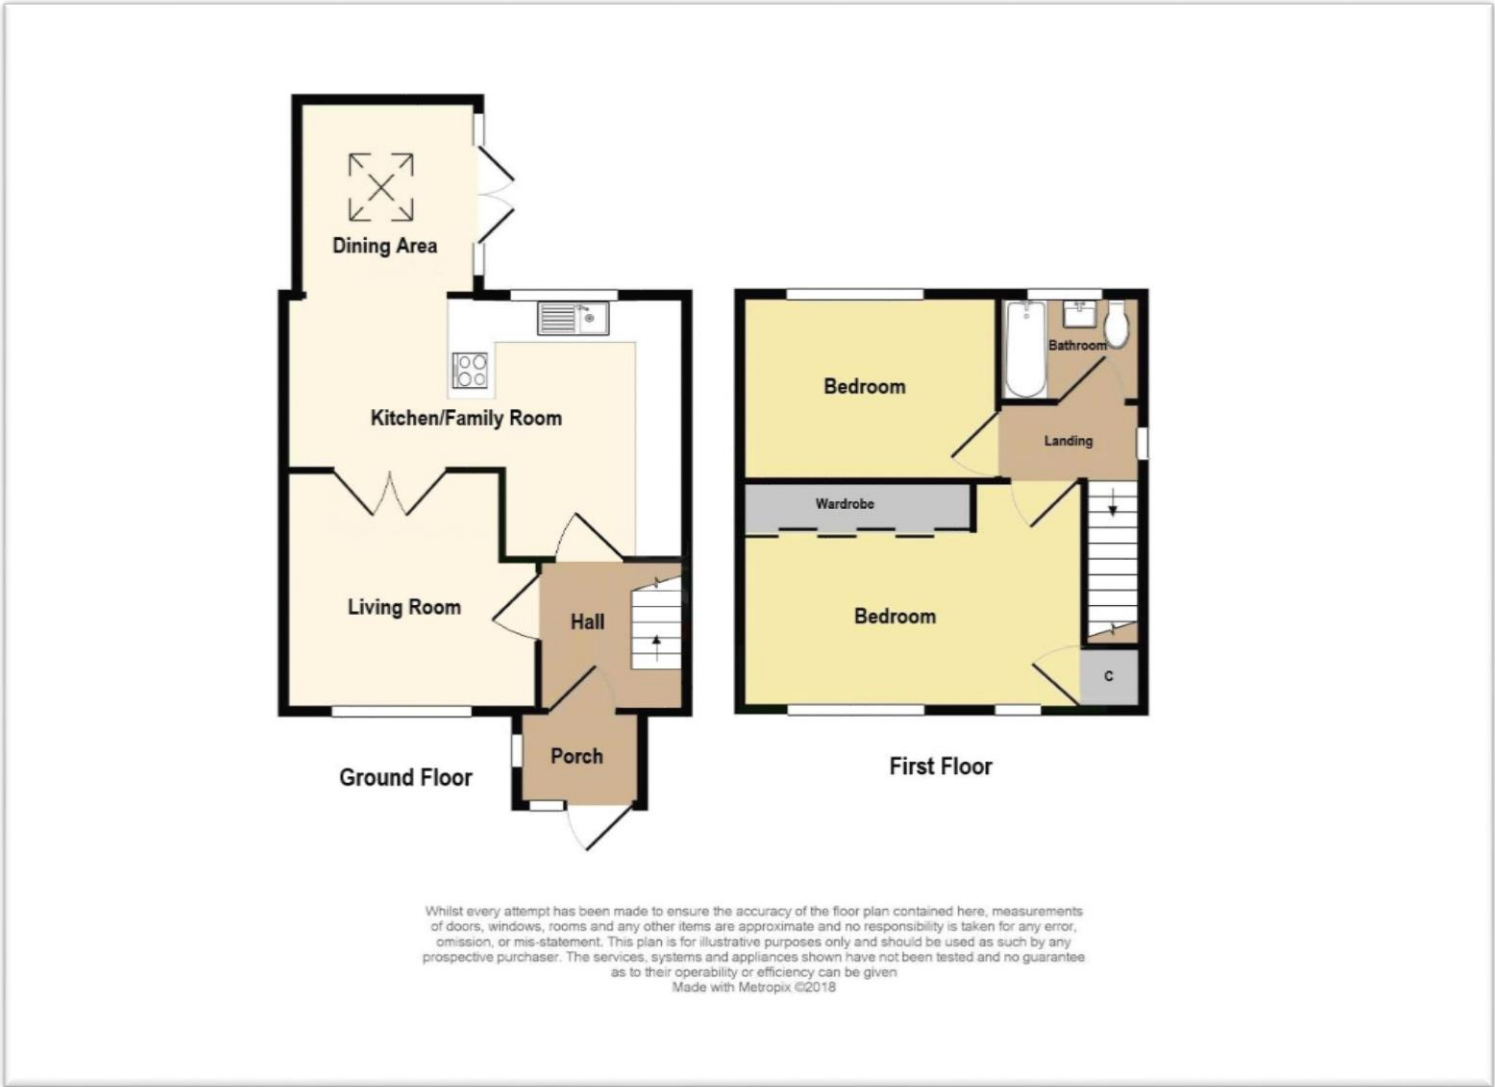 Dining Area
Kitchen/Family Room
Living Room
Hall
Porch
Ground Floor
Bedroom
Bathroom
Landing
Wardrobe
Bedroom
C
First Floor
Whilst every attempt has been made to ensure the accuracy of the floor plan contained here, measurements
of doors, windows, rooms and any other items are approximate and no responsibility is taken for any error,
omission, or mis-statement. This plan is for illustrative purposes only and should be used as such by any
prospective purchaser. The services, systems and appliances shown have not been tested and no guarantee
as to their operability or efficiency can be given
Made with Metropix ©2018